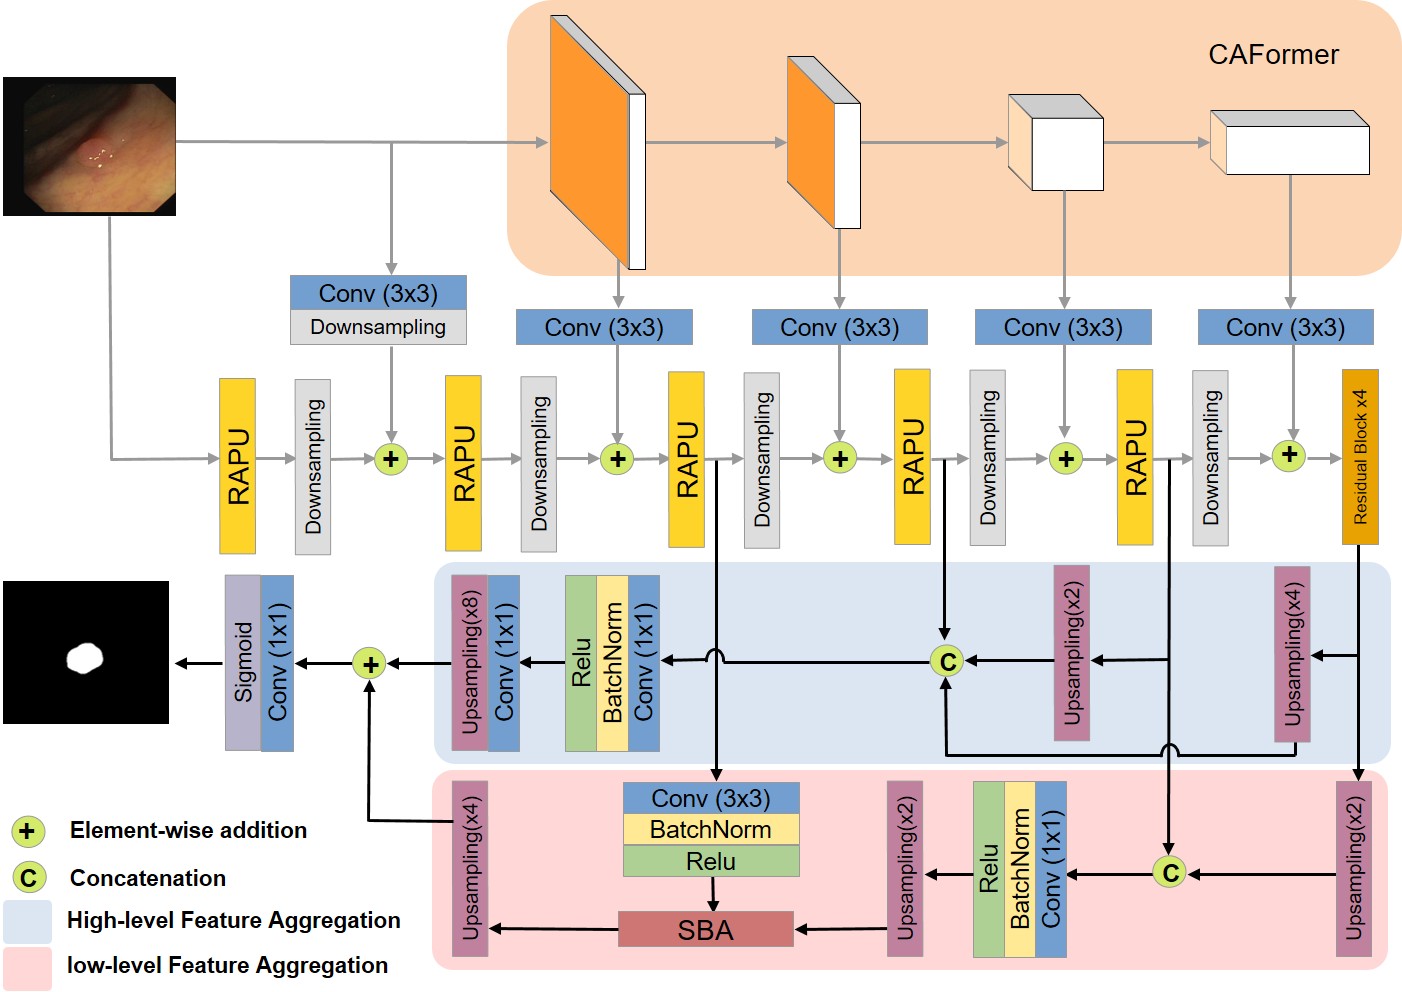 CAFormer
Conv (3x3)
Downsampling
Conv (3x3)
Conv (3x3)
Conv (3x3)
Conv (3x3)
RAPU
Downsampling
RAPU
Downsampling
RAPU
Downsampling
RAPU
Downsampling
RAPU
Downsampling
Residual Block x4
+
+
+
+
+
Sigmoid
Conv (1x1)
+
Upsampling(x8)
Conv (1x1)
Relu
BatchNorm
Conv (1x1)
C
Upsampling(x2)
Upsampling(x4)
Upsampling(x4)
Conv (3x3)
BatchNorm
Relu
SBA
Upsampling(x2)
Relu
BatchNorm
Conv (1x1)
C
Upsampling(x2)
+ Element-wise addition
C Concatenation
High-level Feature Aggregation
low-level Feature Aggregation